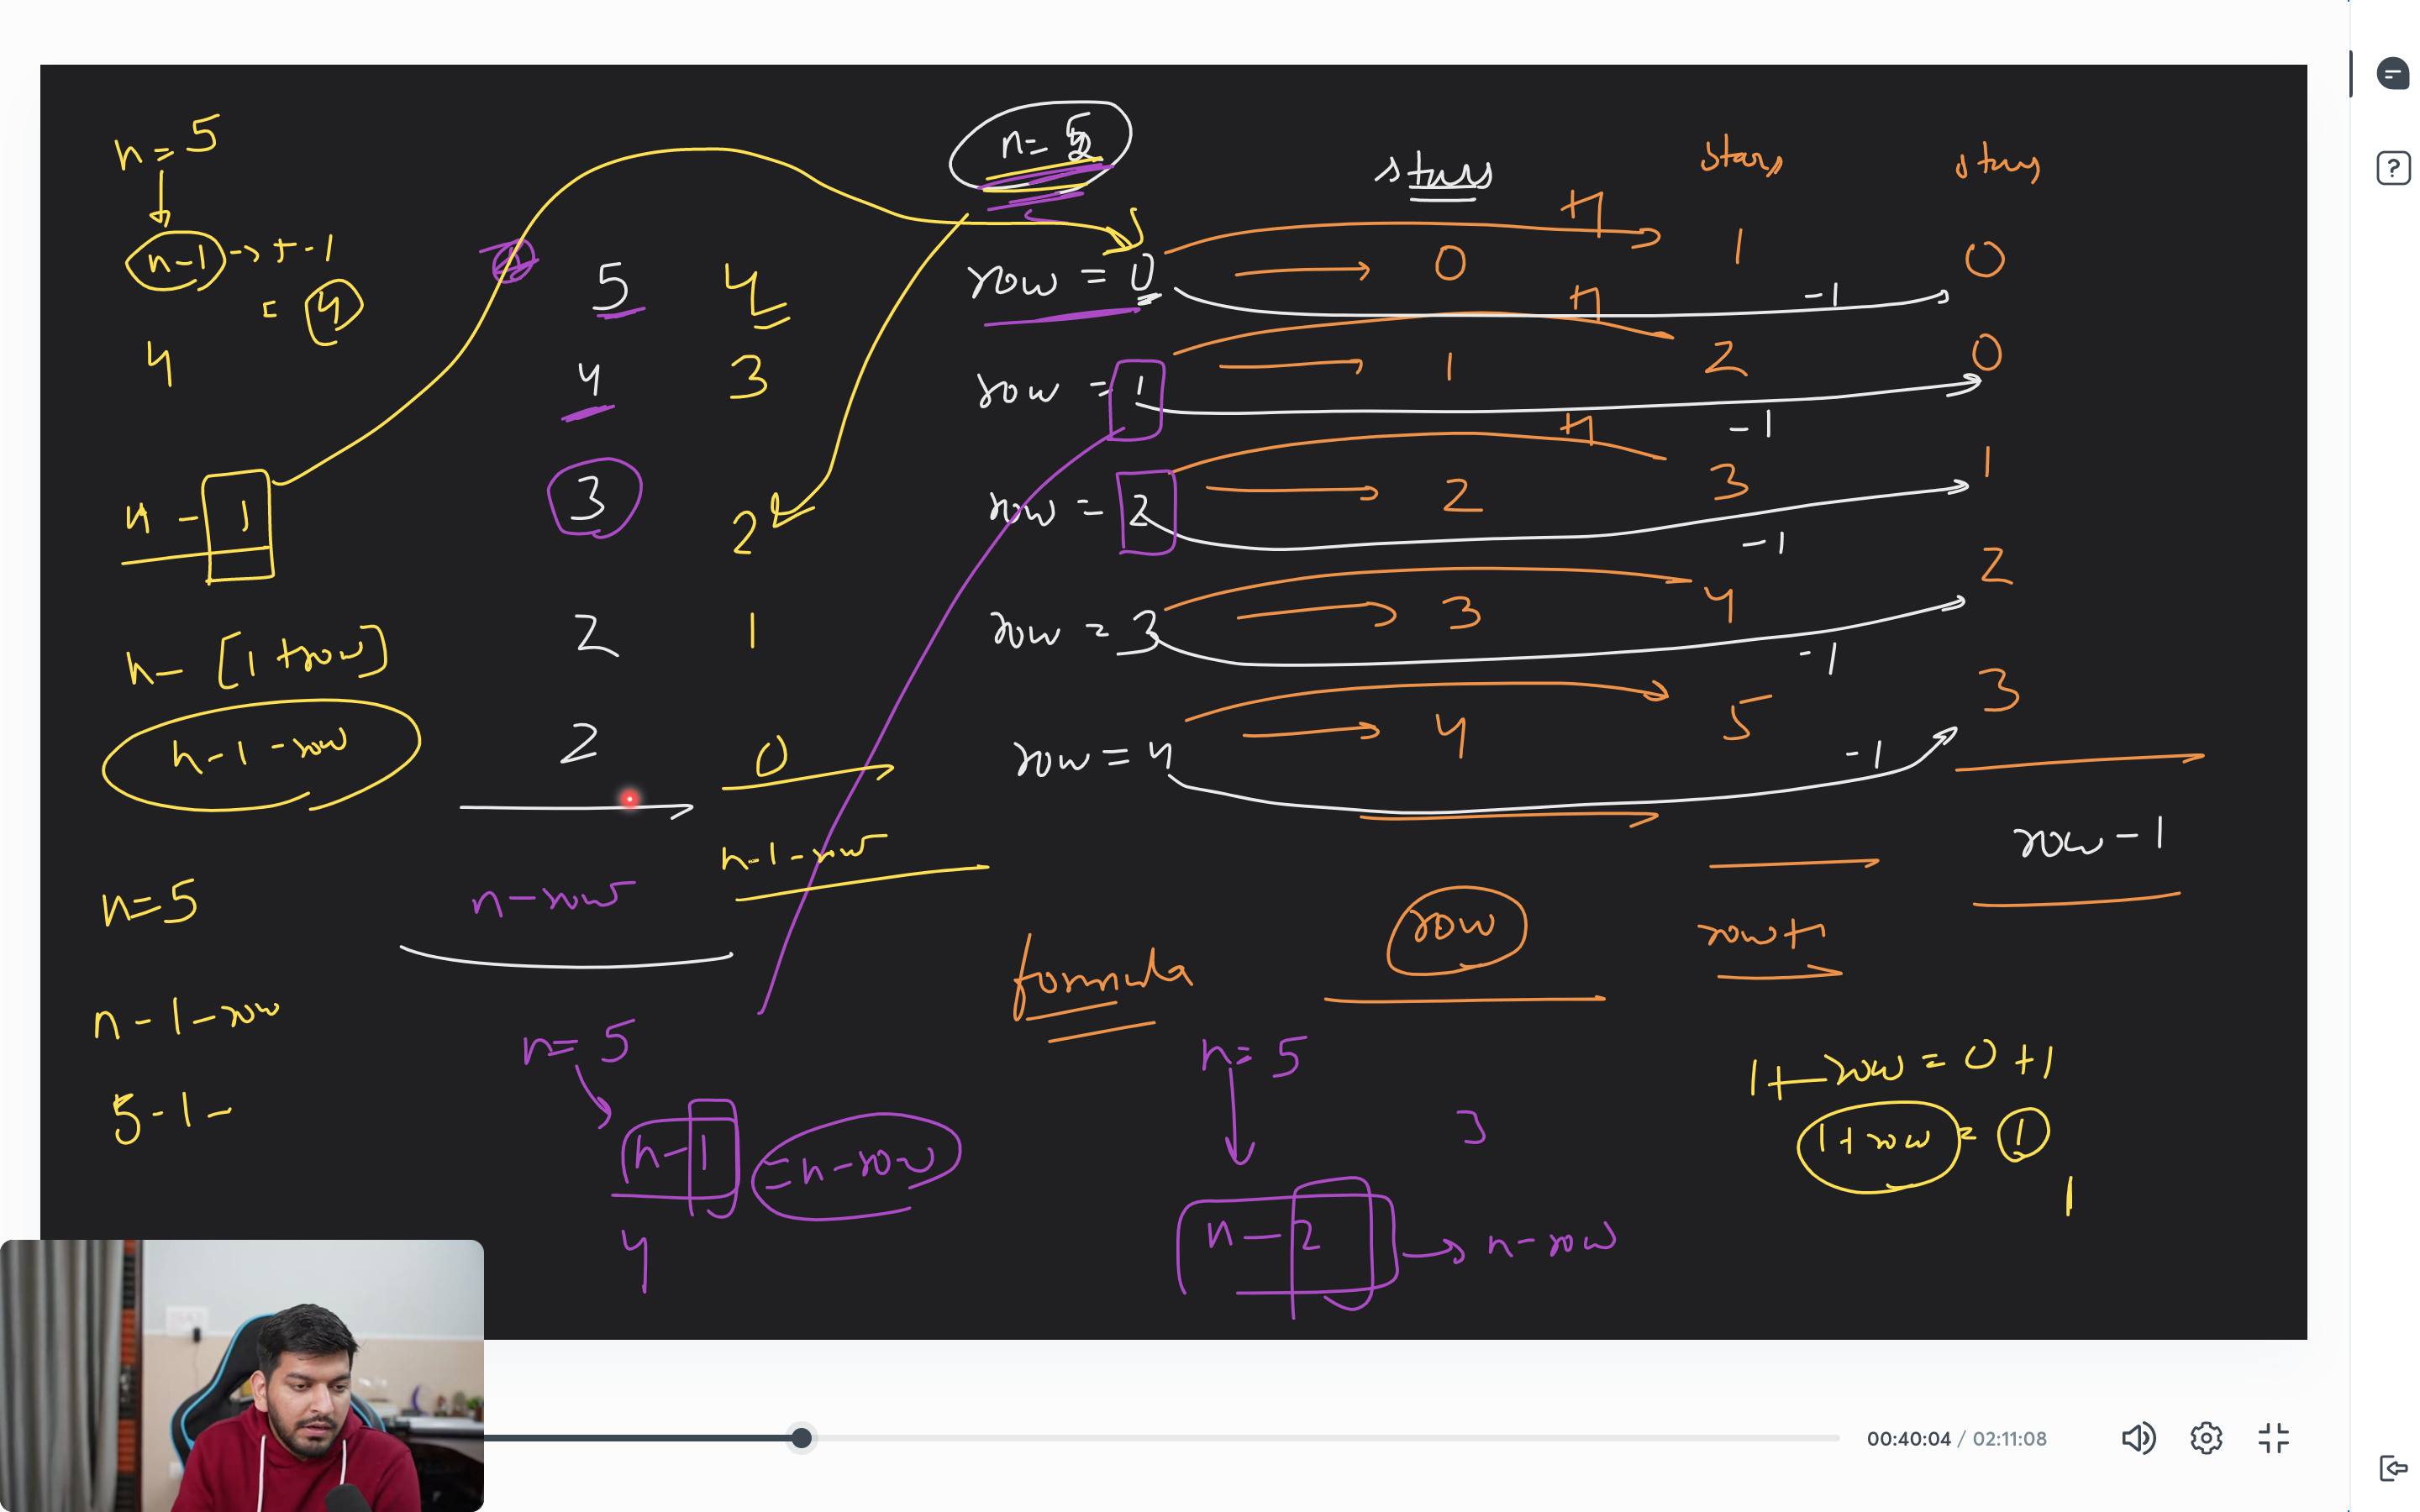 n = 5
n-1 -> + -1
= 4
4
n - 1
n - [1 + row]
n-1-row
n=5
n-1-row
5-1-
n= 5
stars stars stars
5 4 row = 0 0 +1 1 -1 0
4 3 row = 1 1 +1 2 -1 0
3 2 row = 2 2 +1 3 -1 1
2 1 row = 3 3 4 -1 2
2 0 row = 4 4 5 -1 3
n-row n-1-row formula row row+1 row-1
n= 5
n-1 = n-row
4
n= 5
3
n-2 -> n-row
1+row = 0+1
1+row = 1
1
00:40:04 / 02:11:08
?